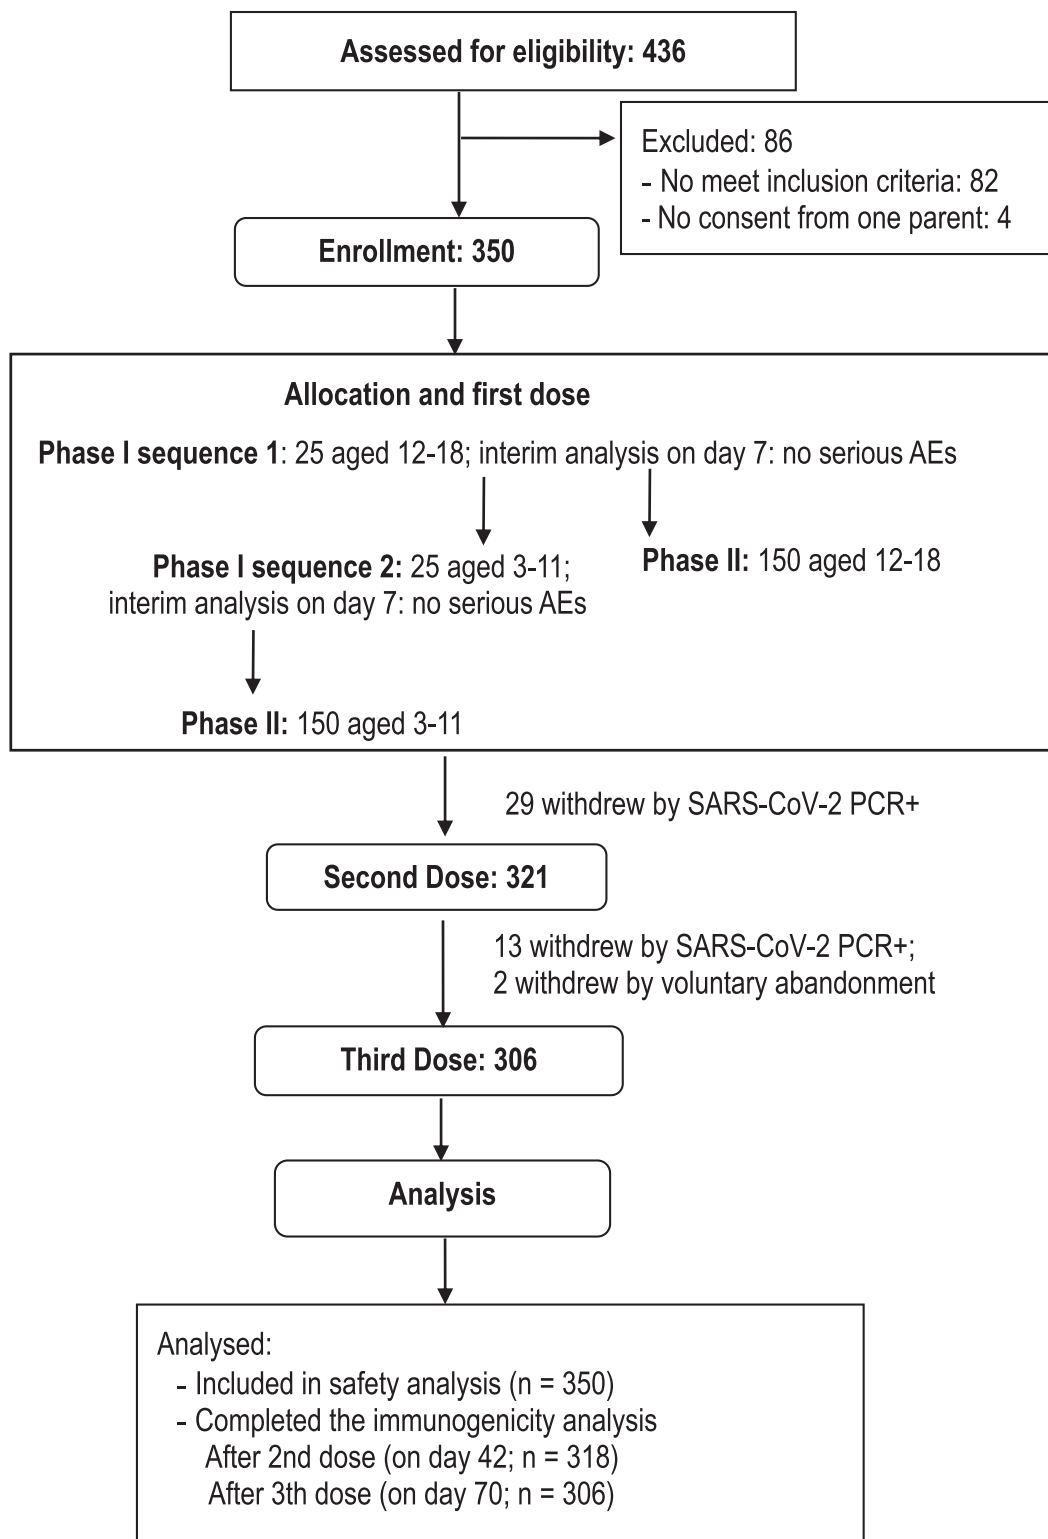 Assessed for eligibility: 436
Excluded: 86
- No meet inclusion criteria: 82
- No consent from one parent: 4
Enrollment: 350
Allocation and first dose
Phase I sequence 1: 25 aged 12-18; interim analysis on day 7: no serious AEs
Phase I sequence 2: 25 aged 3-11;
interim analysis on day 7: no serious AEs
Phase II: 150 aged 12-18
Phase II: 150 aged 3-11
29 withdrew by SARS-CoV-2 PCR+
Second Dose: 321
13 withdrew by SARS-CoV-2 PCR+;
2 withdrew by voluntary abandonment
Third Dose: 306
Analysis
Analysed:
- Included in safety analysis (n = 350)
- Completed the immunogenicity analysis
After 2nd dose (on day 42; n = 318)
After 3th dose (on day 70; n = 306)